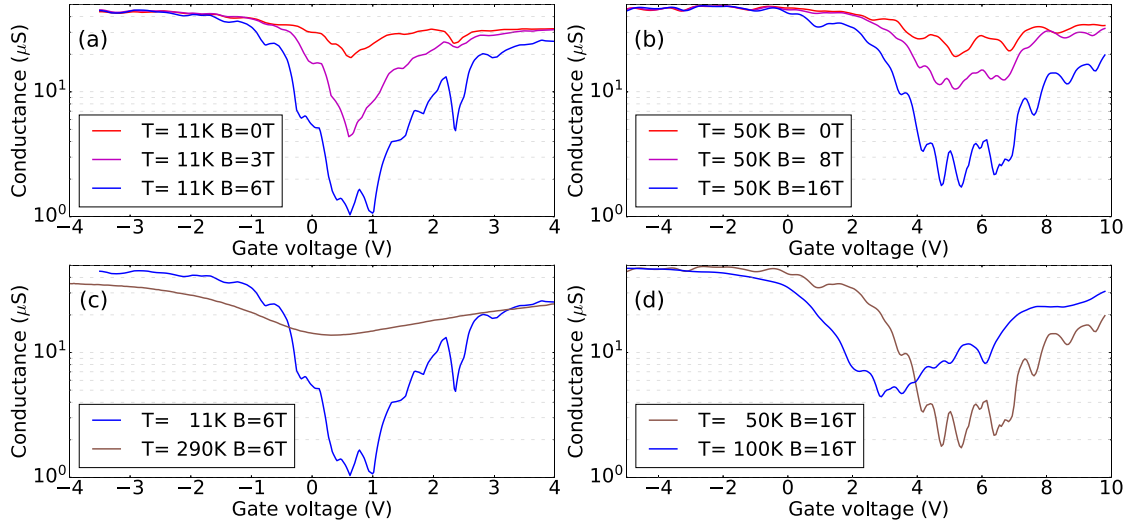 (a)
Conductance (μS)
10¹
10⁰
T= 11K B=0T
T= 11K B=3T
T= 11K B=6T
−4 −3 −2 −1 0 1 2 3 4
Gate voltage (V)
(b)
Conductance (μS)
10¹
10⁰
T= 50K B= 0T
T= 50K B= 8T
T= 50K B=16T
−4 −2 0 2 4 6 8 10
Gate voltage (V)
(c)
Conductance (μS)
10¹
10⁰
T= 11K B=6T
T= 290K B=6T
−4 −3 −2 −1 0 1 2 3 4
Gate voltage (V)
(d)
Conductance (μS)
10¹
10⁰
T= 50K B=16T
T= 100K B=16T
−4 −2 0 2 4 6 8 10
Gate voltage (V)